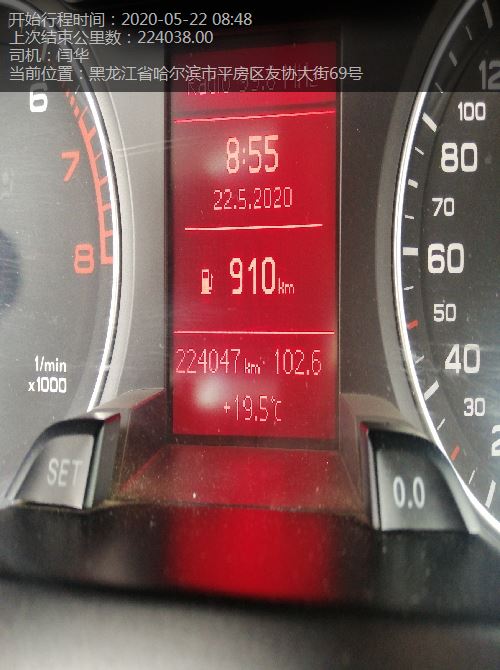 开始行程时间：2020-05-22 08:48
上次结束公里数：224038.00
司机：闫华
当前位置：黑龙江省哈尔滨市平房区友协大街69号
Radio
6
7
8
1/min
x1000
8:55
22.5.2020
910 km
224047 km 102.6
+19.5°C
SET
0.0
12
100
80
70
60
50
40
30
2